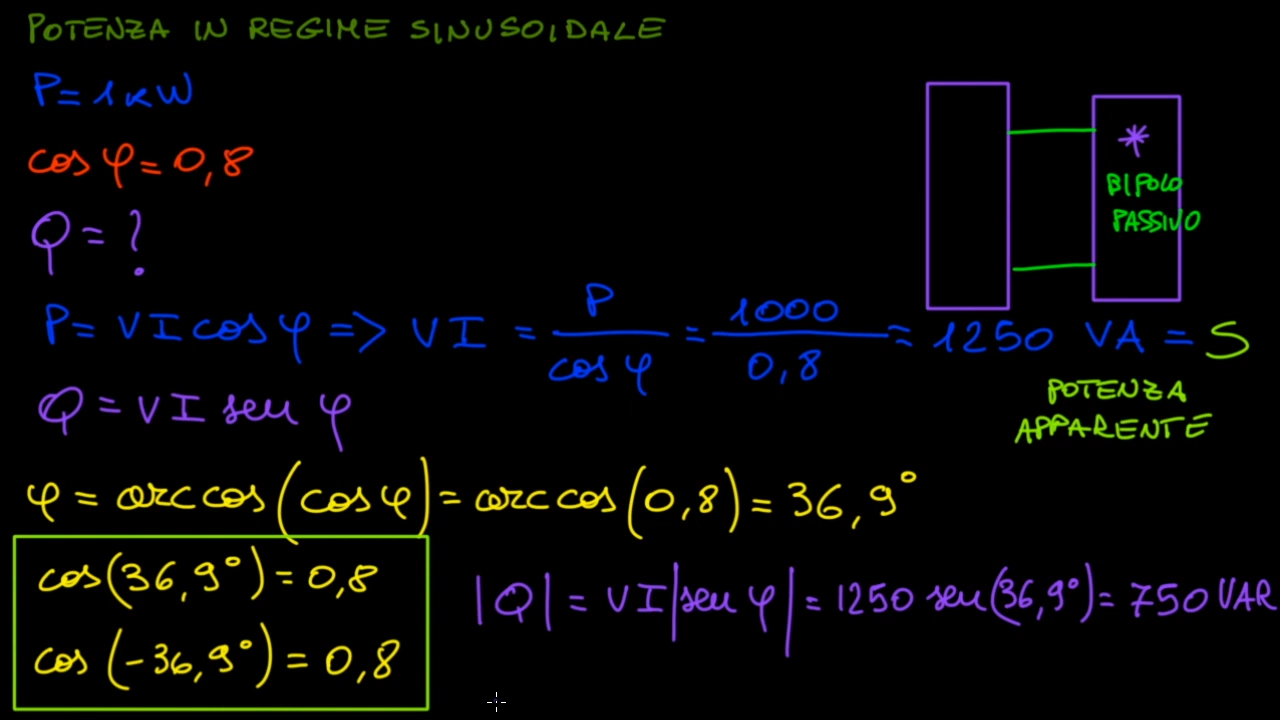 POTENZA IN REGIME SINUSOIDALE
P = 1 KW
cos φ = 0,8
Q = ?
*
BIPOLO
PASSIVO
P = VI cos φ => VI = P / cos φ = 1000 / 0,8 = 1250 VA = S
POTENZA
APPARENTE
Q = VI sen φ
φ = arccos(cos φ) = arccos(0,8) = 36,9°
cos(36,9°) = 0,8
cos(-36,9°) = 0,8
|Q| = VI|sen φ| = 1250 sen(36,9°) = 750 VAR